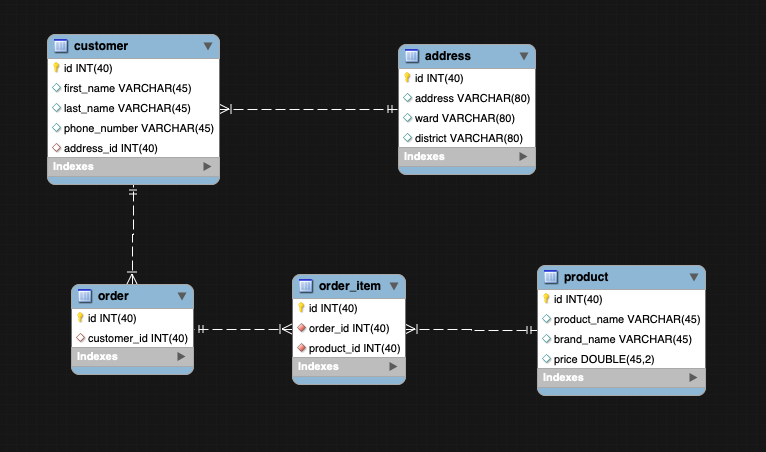 customer
id INT(40)
first_name VARCHAR(45)
last_name VARCHAR(45)
phone_number VARCHAR(45)
address_id INT(40)
Indexes
address
id INT(40)
address VARCHAR(80)
ward VARCHAR(80)
district VARCHAR(80)
Indexes
order
id INT(40)
customer_id INT(40)
Indexes
order_item
id INT(40)
order_id INT(40)
product_id INT(40)
Indexes
product
id INT(40)
product_name VARCHAR(45)
brand_name VARCHAR(45)
price DOUBLE(45,2)
Indexes